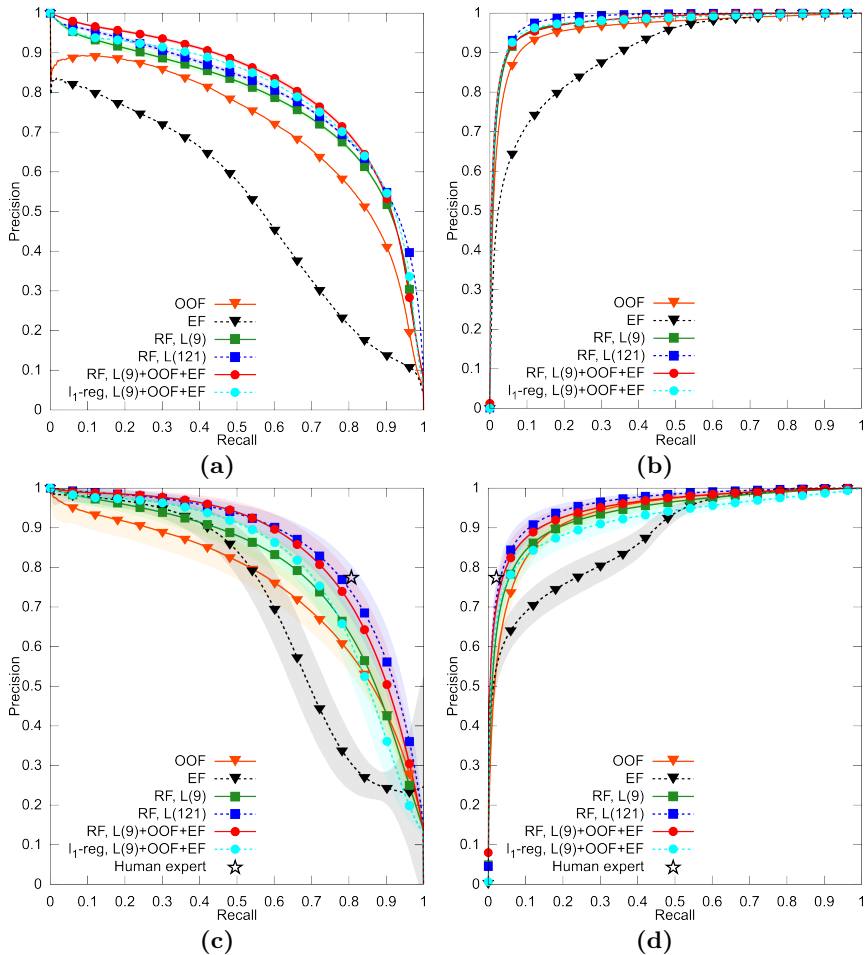 1
0.9
0.8
0.7
0.6
0.5
0.4
0.3
0.2
0.1
0
Precision
OOF
EF
RF, L(9)
RF, L(121)
RF, L(9)+OOF+EF
l₁-reg, L(9)+OOF+EF
0 0.1 0.2 0.3 0.4 0.5 0.6 0.7 0.8 0.9 1
Recall
(a)
1
0.9
0.8
0.7
0.6
0.5
0.4
0.3
0.2
0.1
0
Precision
OOF
EF
RF, L(9)
RF, L(121)
RF, L(9)+OOF+EF
l₁-reg, L(9)+OOF+EF
0 0.1 0.2 0.3 0.4 0.5 0.6 0.7 0.8 0.9 1
Recall
(b)
1
0.9
0.8
0.7
0.6
0.5
0.4
0.3
0.2
0.1
0
Precision
OOF
EF
RF, L(9)
RF, L(121)
RF, L(9)+OOF+EF
l₁-reg, L(9)+OOF+EF
Human expert
0 0.1 0.2 0.3 0.4 0.5 0.6 0.7 0.8 0.9 1
Recall
(c)
1
0.9
0.8
0.7
0.6
0.5
0.4
0.3
0.2
0.1
0
Precision
OOF
EF
RF, L(9)
RF, L(121)
RF, L(9)+OOF+EF
l₁-reg, L(9)+OOF+EF
Human expert
0 0.1 0.2 0.3 0.4 0.5 0.6 0.7 0.8 0.9 1
Recall
(d)